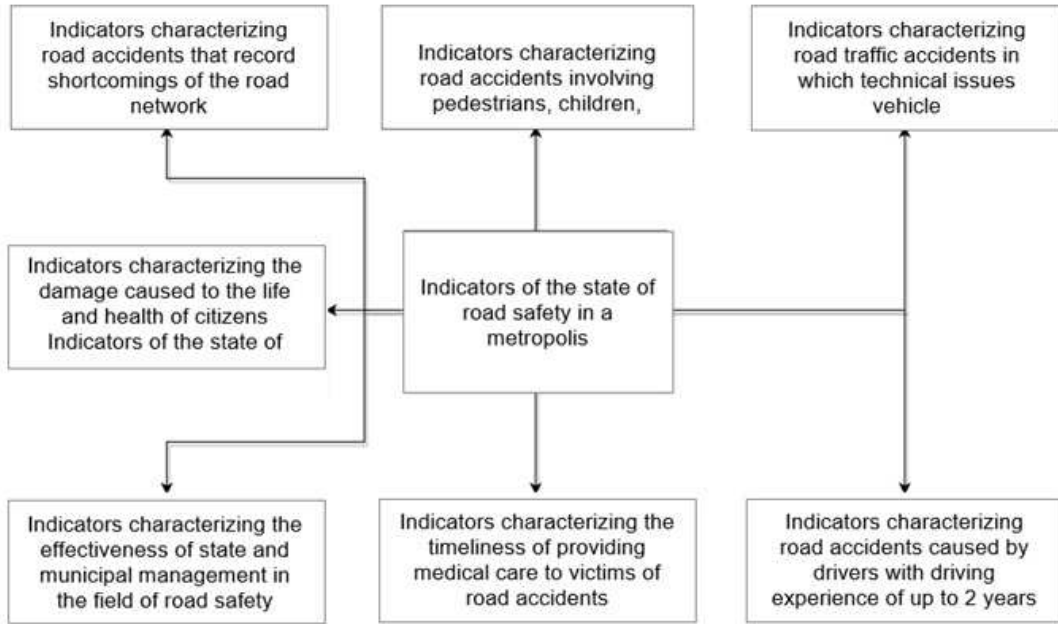 Indicators characterizing
road accidents that record
shortcomings of the road
network
Indicators characterizing
road accidents involving
pedestrians, children,
Indicators characterizing
road traffic accidents in
which technical issues
vehicle
Indicators characterizing the
damage caused to the life
and health of citizens
Indicators of the state of
Indicators of the state of
road safety in a
metropolis
Indicators characterizing the
effectiveness of state and
municipal management in
the field of road safety
Indicators characterizing the
timeliness of providing
medical care to victims of
road accidents
Indicators characterizing
road accidents caused by
drivers with driving
experience of up to 2 years